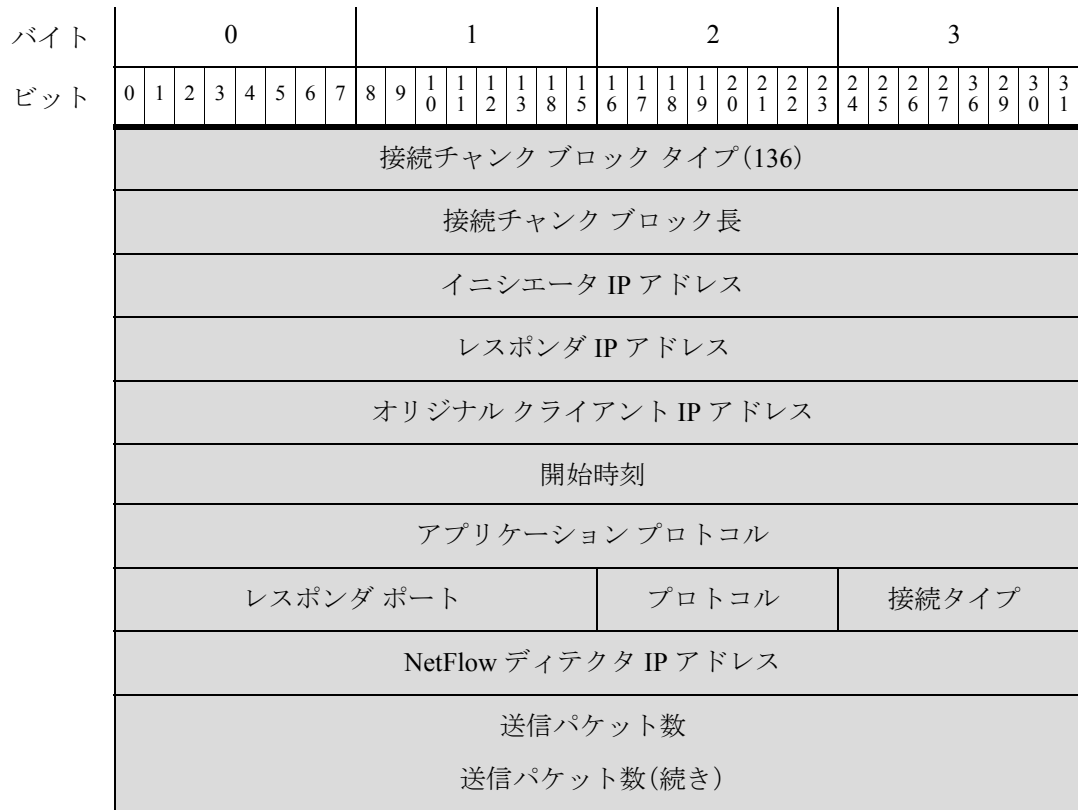 バイト 0 1 2 3
ビット 0 1 2 3 4 5 6 7 8 9 10 11 12 13 18 15 16 17 18 19 20 21 22 23 24 25 26 27 36 29 30 31
接続チャンク ブロック タイプ(136)
接続チャンク ブロック長
イニシエータ IP アドレス
レスポンダ IP アドレス
オリジナル クライアント IP アドレス
開始時刻
アプリケーション プロトコル
レスポンダ ポート プロトコル 接続タイプ
NetFlow ディテクタ IP アドレス
送信パケット数
送信パケット数(続き)